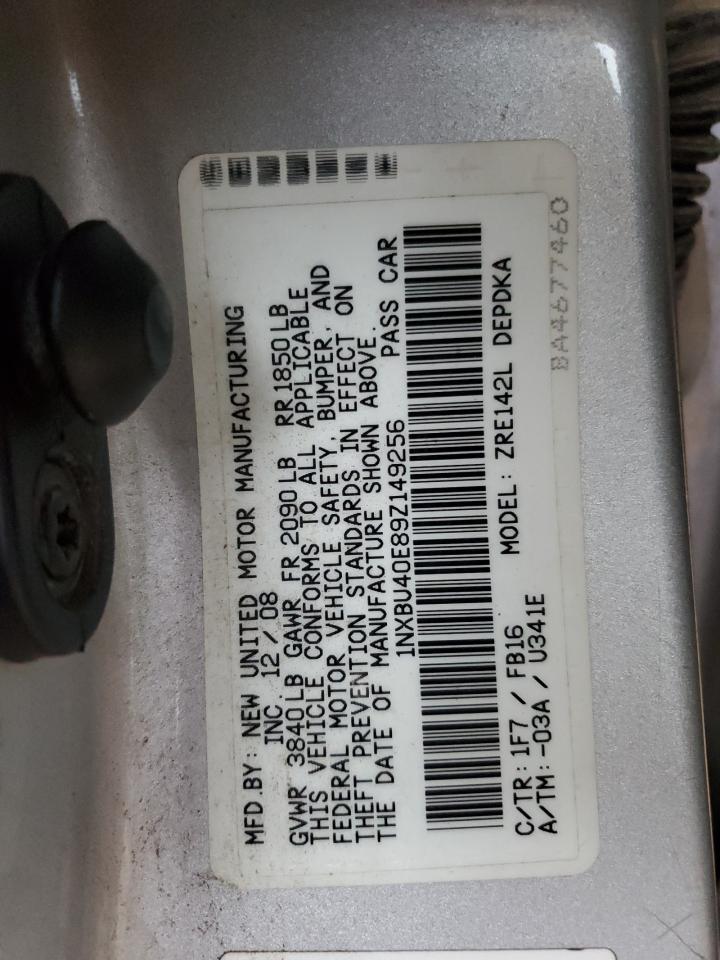 MFD.BY: NEW UNITED MOTOR MANUFACTURING
INC 12/08
GVWR 3840LB GAWR FR 2090LB RR1850LB
THIS VEHICLE CONFORMS TO ALL APPLICABLE
FEDERAL MOTOR VEHICLE SAFETY, BUMPER, AND
THEFT PREVENTION STANDARDS IN EFFECT ON
THE DATE OF MANUFACTURE SHOWN ABOVE.
1NXBU40E89Z149256 PASS CAR
C/TR: 1F7 / FB16 MODEL: ZRE142L DEPDKA
A/TM: -03A / U341E
BA4677460